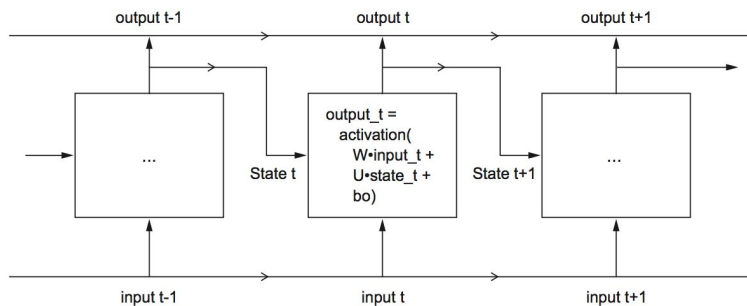 output t-1
output t
output t+1
...
output_t =
activation(
W•input_t +
U•state_t +
bo)
...
State t
State t+1
input t-1
input t
input t+1